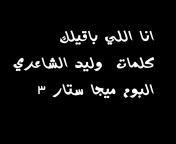 انا اللي باقيلك
كلمات وليد الشاعري
البوم ميجا ستار ٣